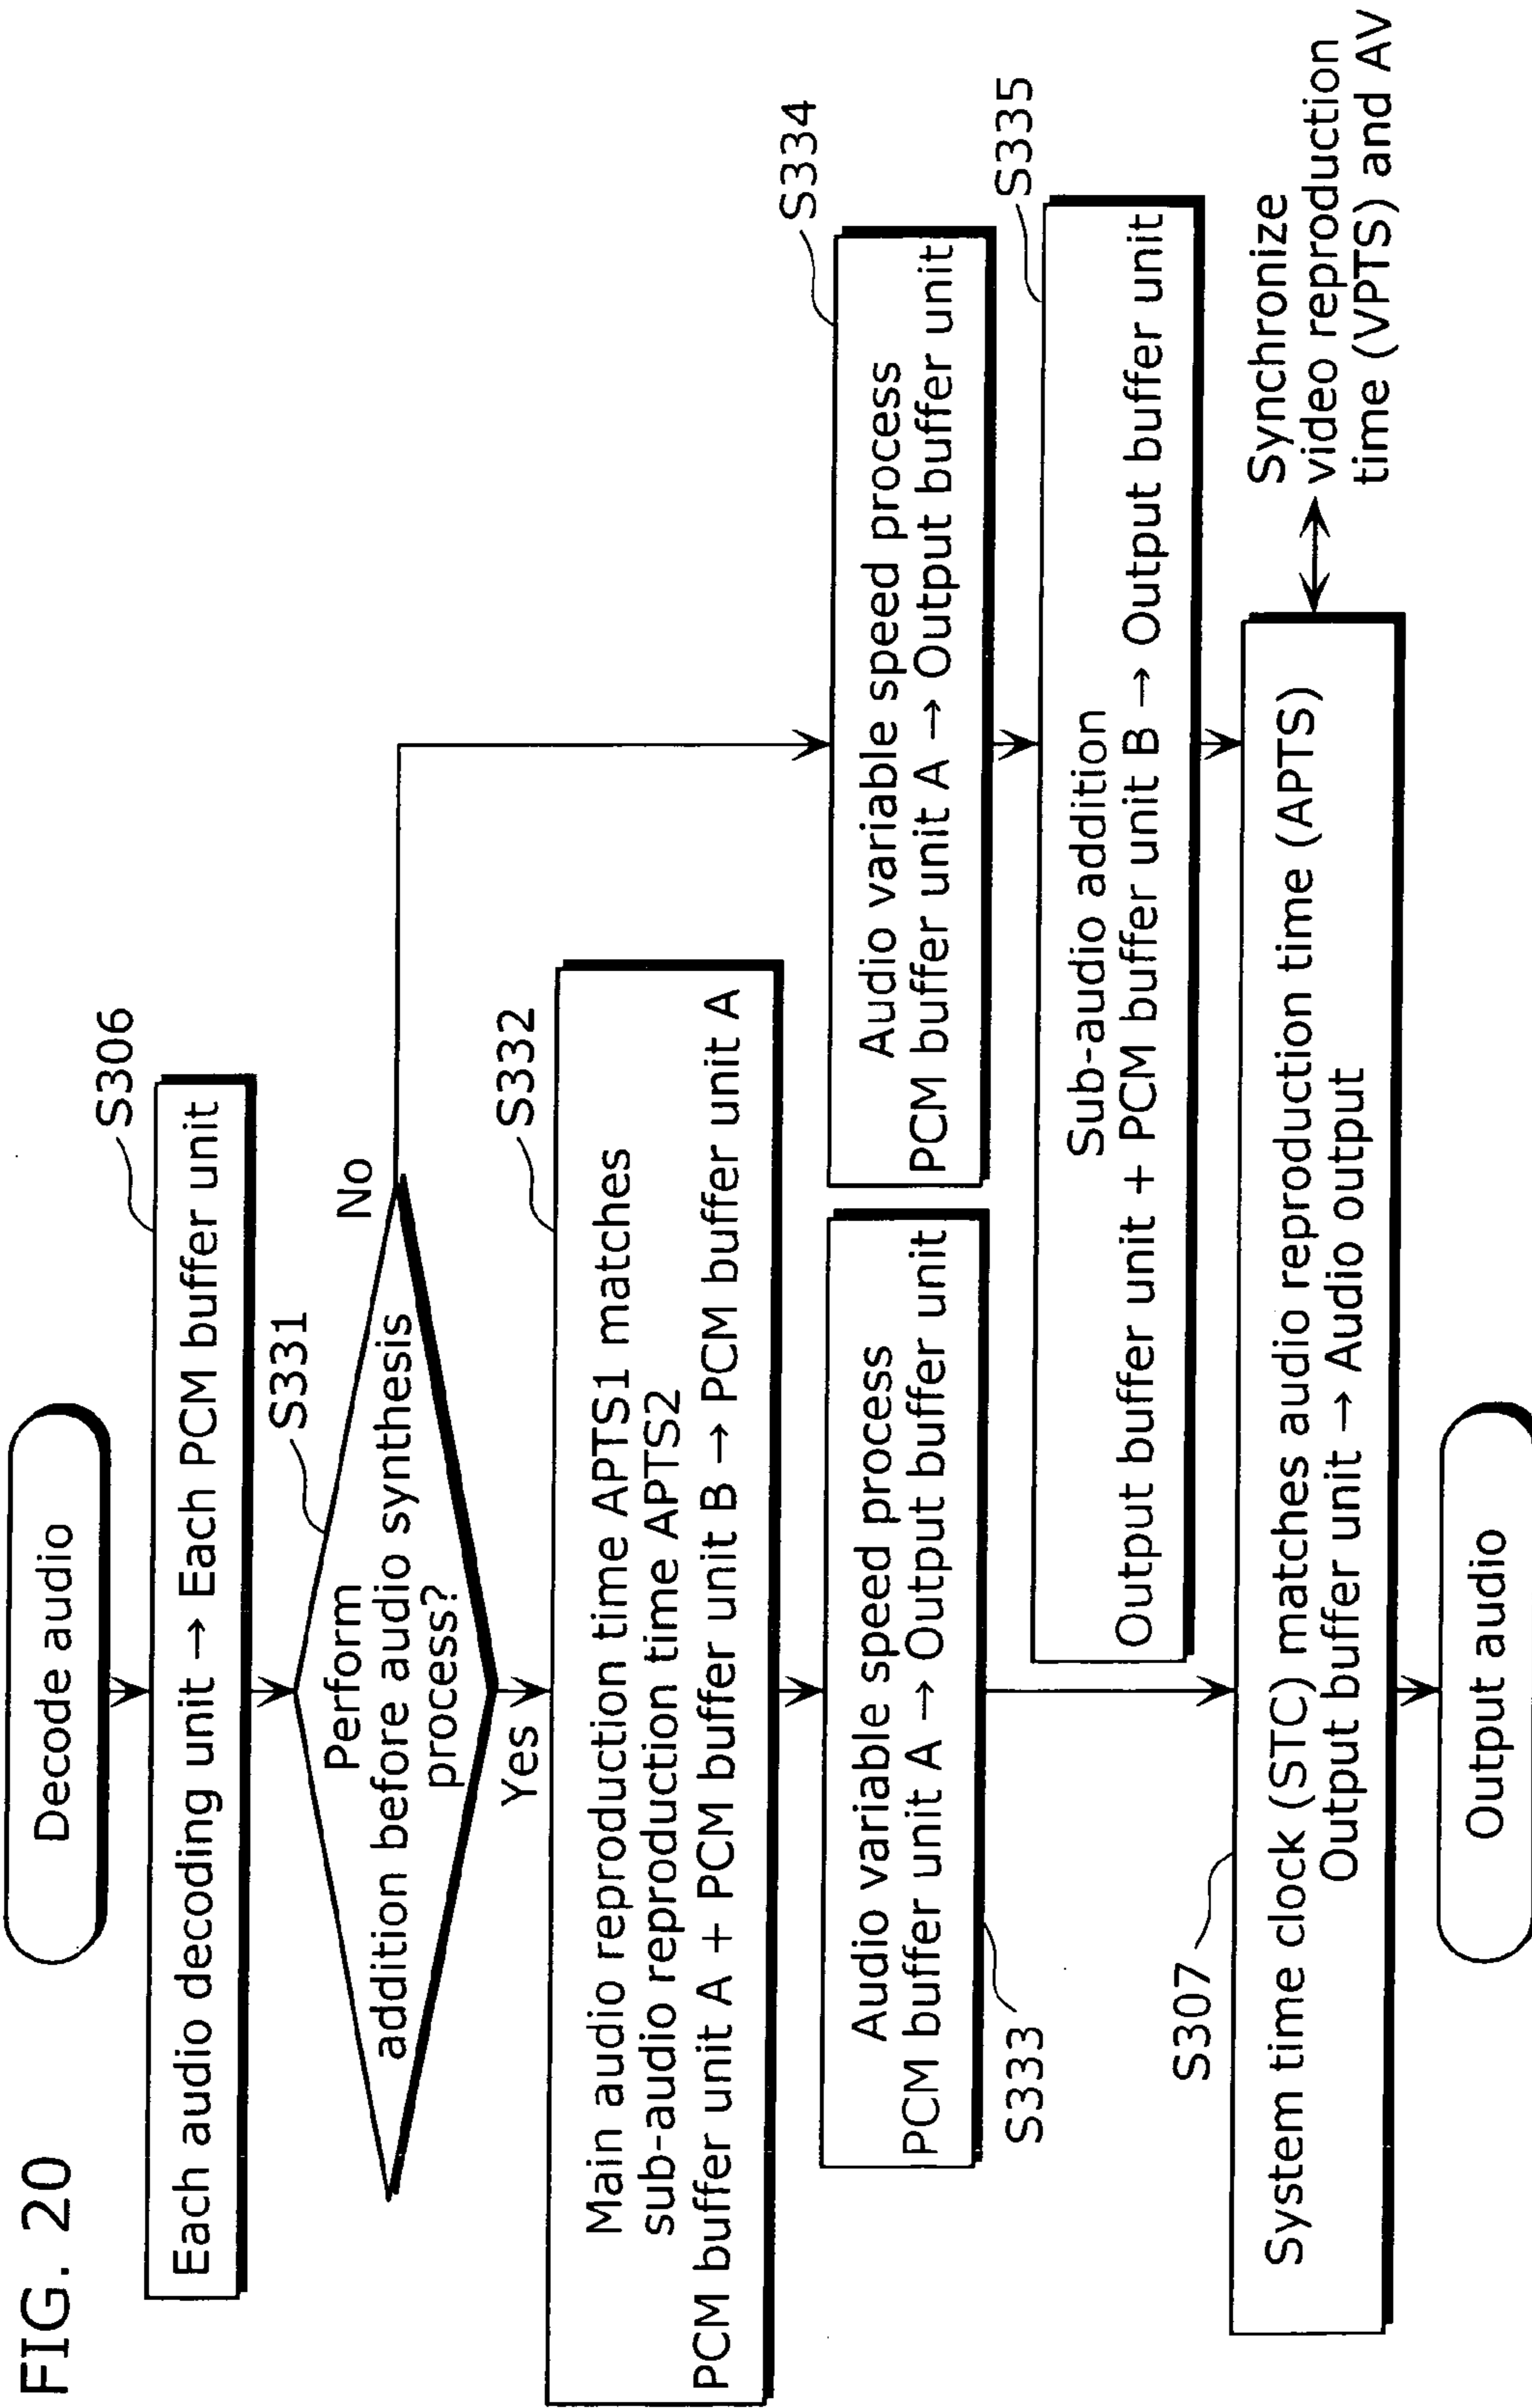 FIG. 20
Decode audio
S306
Each audio decoding unit → Each PCM buffer unit
S331
Perform
addition before audio synthesis
process?
No
Yes
S332
Main audio reproduction time APTS1 matches
sub-audio reproduction time APTS2
PCM buffer unit A + PCM buffer unit B → PCM buffer unit A
Audio variable speed process
PCM buffer unit A → Output buffer unit
S333
S334
Audio variable speed process
PCM buffer unit A → Output buffer unit
S335
Sub-audio addition
Output buffer unit + PCM buffer unit B → Output buffer unit
S307
System time clock (STC) matches audio reproduction time (APTS)
Output buffer unit → Audio output
Synchronize
video reproduction
time (VPTS) and AV
Output audio